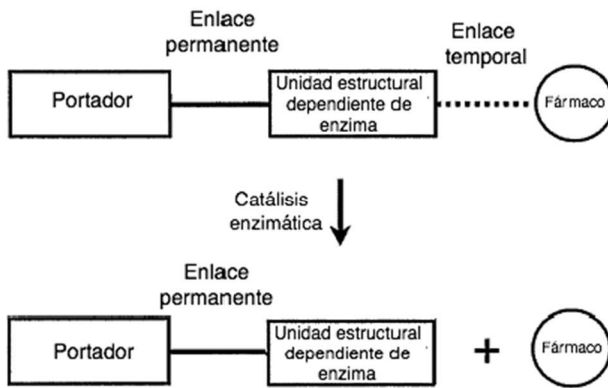 Enlace
permanente
Enlace
temporal
Portador
Unidad estructural
dependiente de
enzima
Fármaco
Catálisis
enzimática
Enlace
permanente
Portador
Unidad estructural
dependiente de
enzima
+
Fármaco